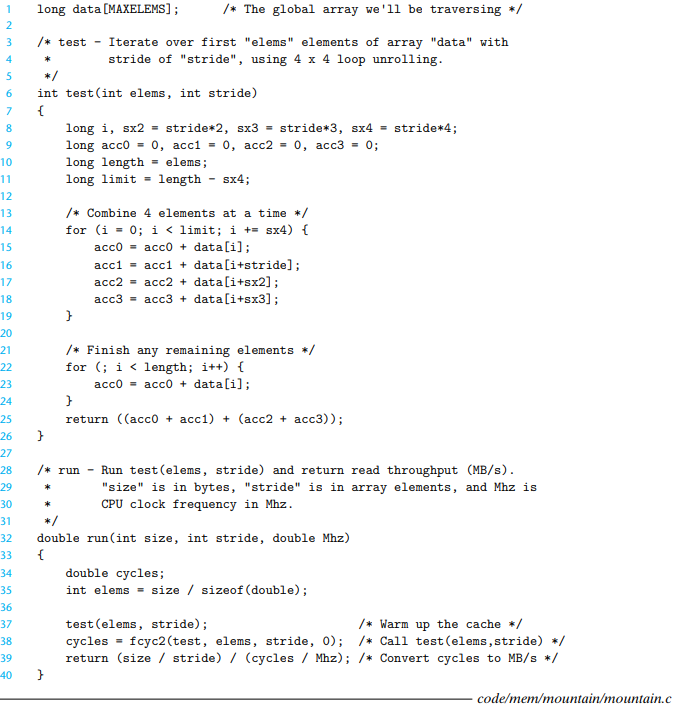 1 long data[MAXELEMS]; /* The global array we'll be traversing */
2
3 /* test - Iterate over first "elems" elements of array "data" with
4 * stride of "stride", using 4 x 4 loop unrolling.
5 */
6 int test(int elems, int stride)
7 {
8 long i, sx2 = stride*2, sx3 = stride*3, sx4 = stride*4;
9 long acc0 = 0, acc1 = 0, acc2 = 0, acc3 = 0;
10 long length = elems;
11 long limit = length - sx4;
12
13 /* Combine 4 elements at a time */
14 for (i = 0; i < limit; i += sx4) {
15 acc0 = acc0 + data[i];
16 acc1 = acc1 + data[i+stride];
17 acc2 = acc2 + data[i+sx2];
18 acc3 = acc3 + data[i+sx3];
19 }
20
21 /* Finish any remaining elements */
22 for (; i < length; i++) {
23 acc0 = acc0 + data[i];
24 }
25 return ((acc0 + acc1) + (acc2 + acc3));
26 }
27
28 /* run - Run test(elems, stride) and return read throughput (MB/s).
29 * "size" is in bytes, "stride" is in array elements, and Mhz is
30 * CPU clock frequency in Mhz.
31 */
32 double run(int size, int stride, double Mhz)
33 {
34 double cycles;
35 int elems = size / sizeof(double);
36
37 test(elems, stride); /* Warm up the cache */
38 cycles = fcyc2(test, elems, stride, 0); /* Call test(elems,stride) */
39 return (size / stride) / (cycles / Mhz); /* Convert cycles to MB/s */
40 }
code/mem/mountain/mountain.c